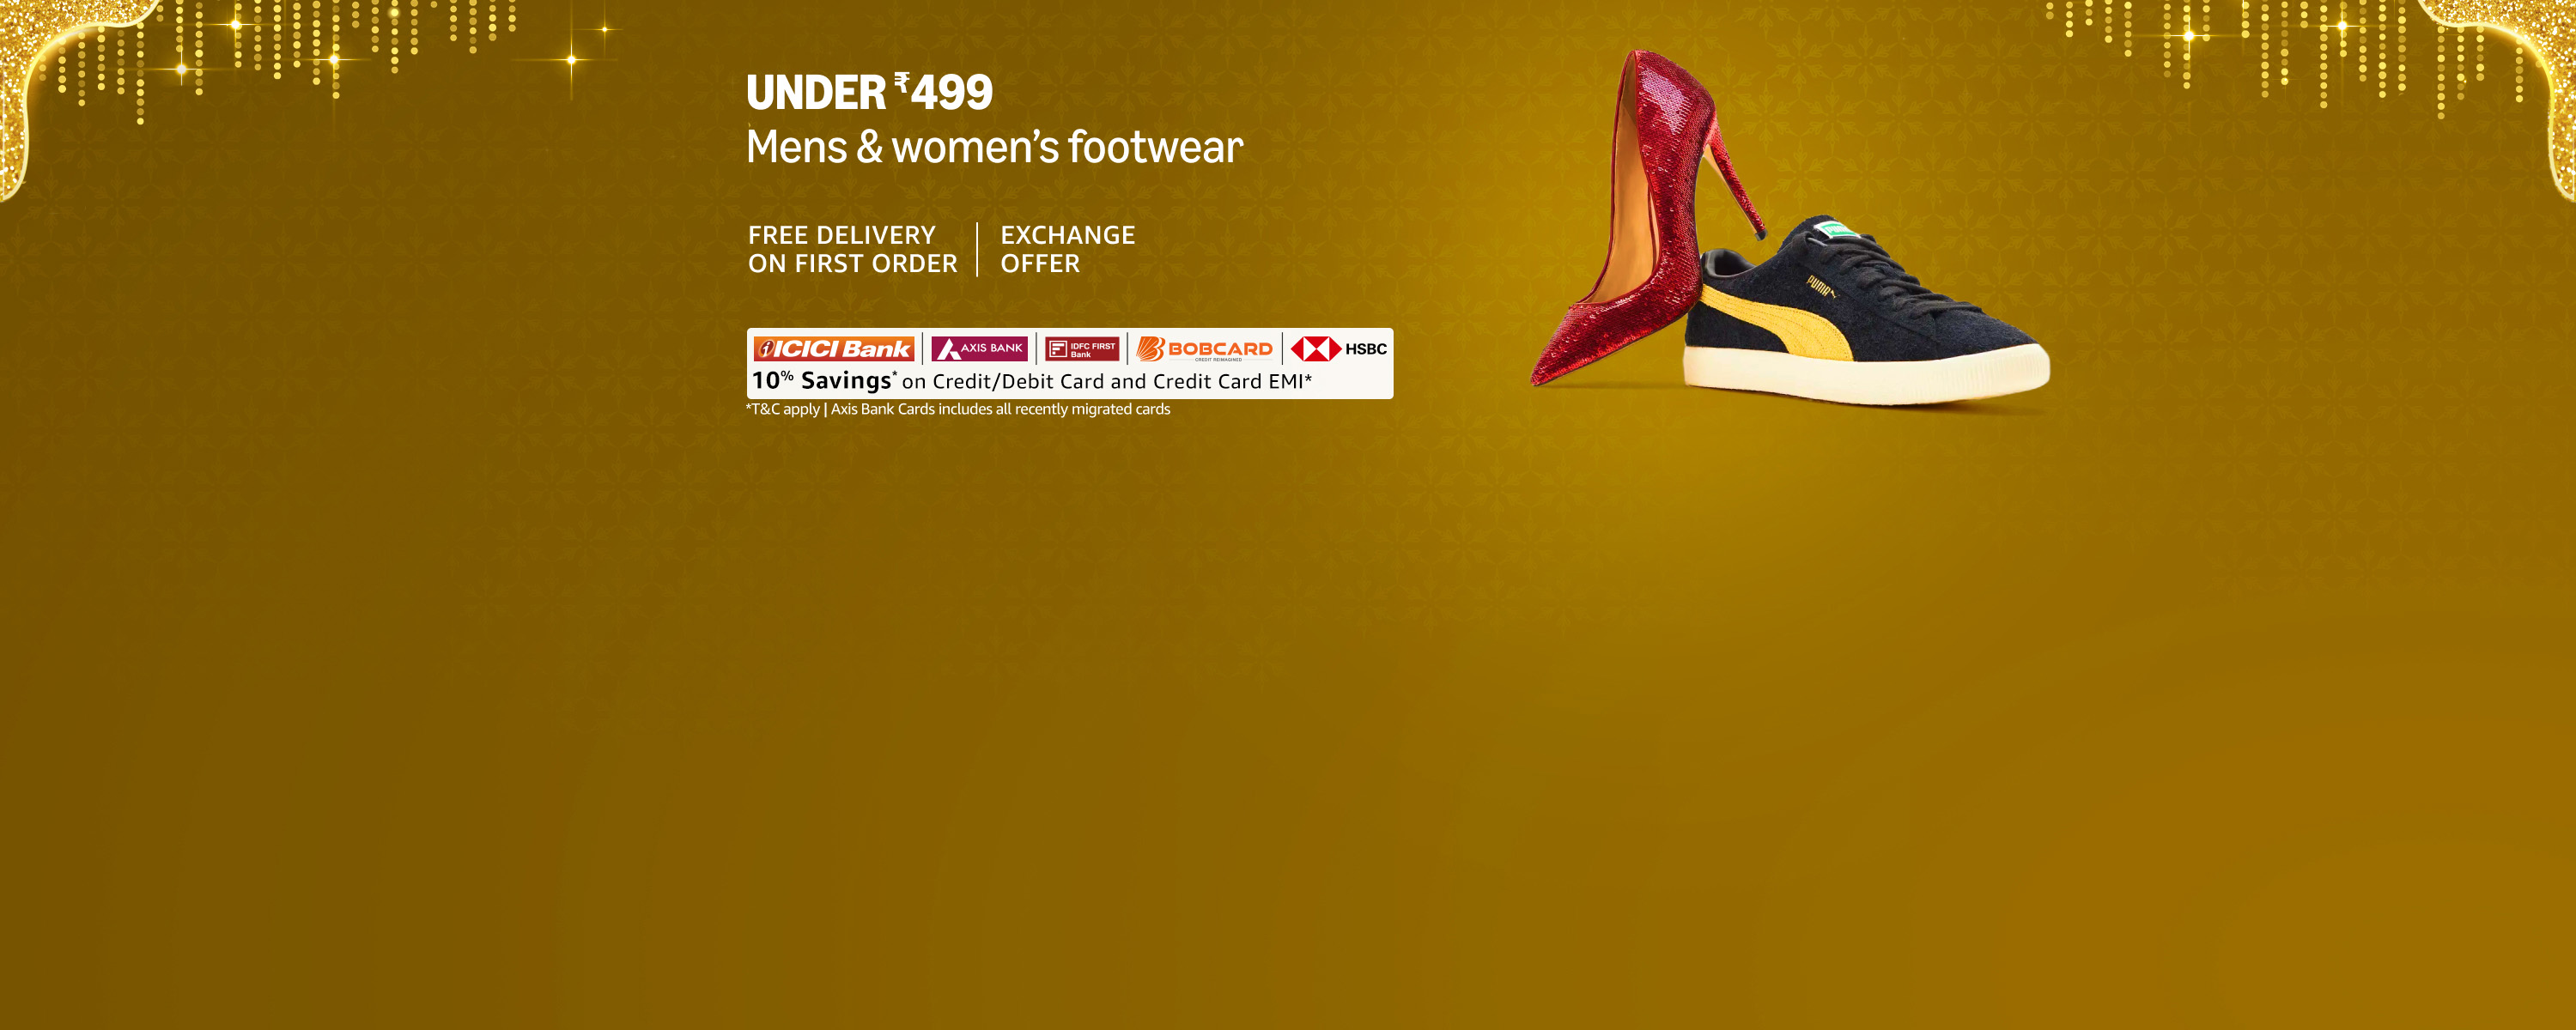 UNDER ₹499
Mens & women’s footwear
FREE DELIVERY
ON FIRST ORDER
EXCHANGE
OFFER
ICICI Bank
AXIS BANK
IDFC FIRST
Bank
BOBCARD
CREDIT REIMAGINED
HSBC
10% Savings* on Credit/Debit Card and Credit Card EMI*
*T&C apply | Axis Bank Cards includes all recently migrated cards
PUMA